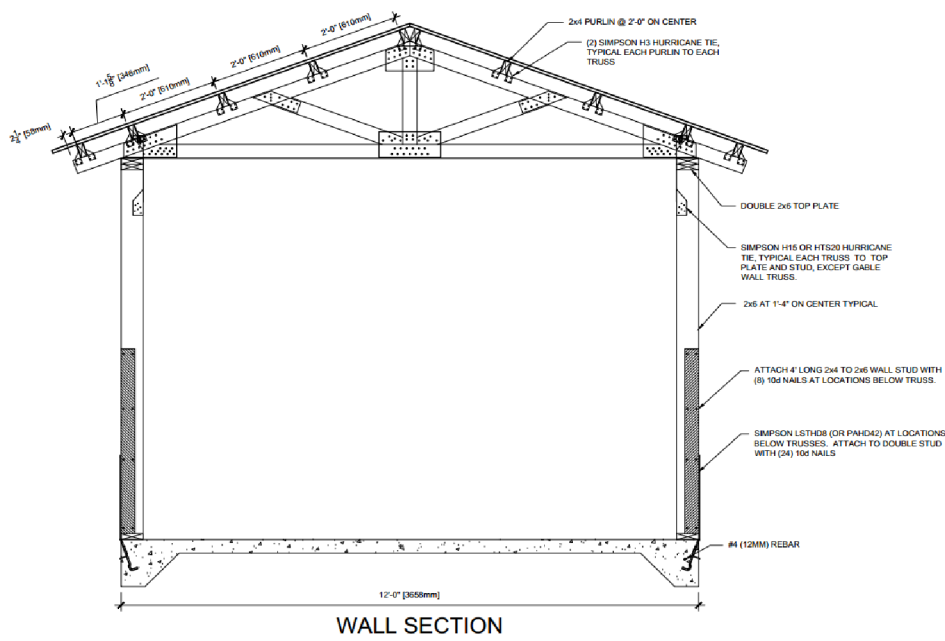 2'-0" [610mm]
2'-0" [610mm]
2'-0" [610mm]
1'-1⅝" [346mm]
2¼" [58mm]
2x4 PURLIN @ 2'-0" ON CENTER
(2) SIMPSON H3 HURRICANE TIE,
TYPICAL EACH PURLIN TO EACH
TRUSS
DOUBLE 2x6 TOP PLATE
SIMPSON H16 OR HTS20 HURRICANE
TIE, TYPICAL EACH TRUSS TO TOP
PLATE AND STUD, EXCEPT GABLE
WALL TRUSS.
2x6 AT 1'-4" ON CENTER TYPICAL
ATTACH 4' LONG 2x4 TO 2x6 WALL STUD WITH
(8) 10d NAILS AT LOCATIONS BELOW TRUSS.
SIMPSON LSTHD8 (OR PAHD42) AT LOCATIONS
BELOW TRUSSES. ATTACH TO DOUBLE STUD
WITH (24) 10d NAILS
#4 (12MM) REBAR
12'-0" [3658mm]
WALL SECTION